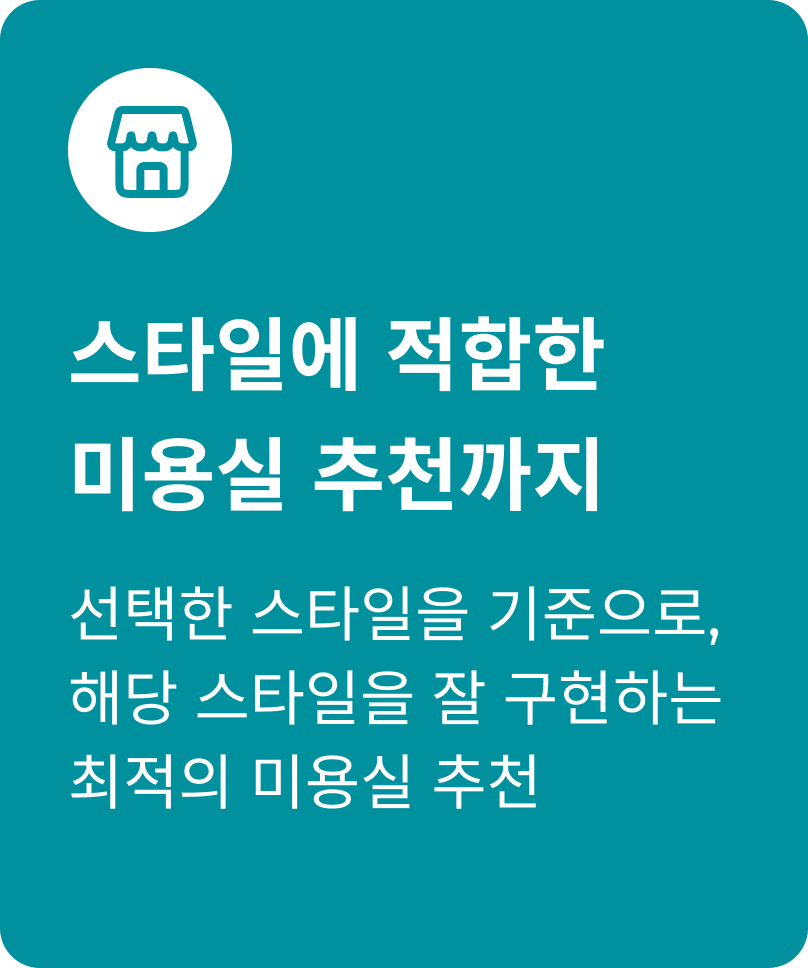 스타일에 적합한
미용실 추천까지
선택한 스타일을 기준으로,
해당 스타일을 잘 구현하는
최적의 미용실 추천